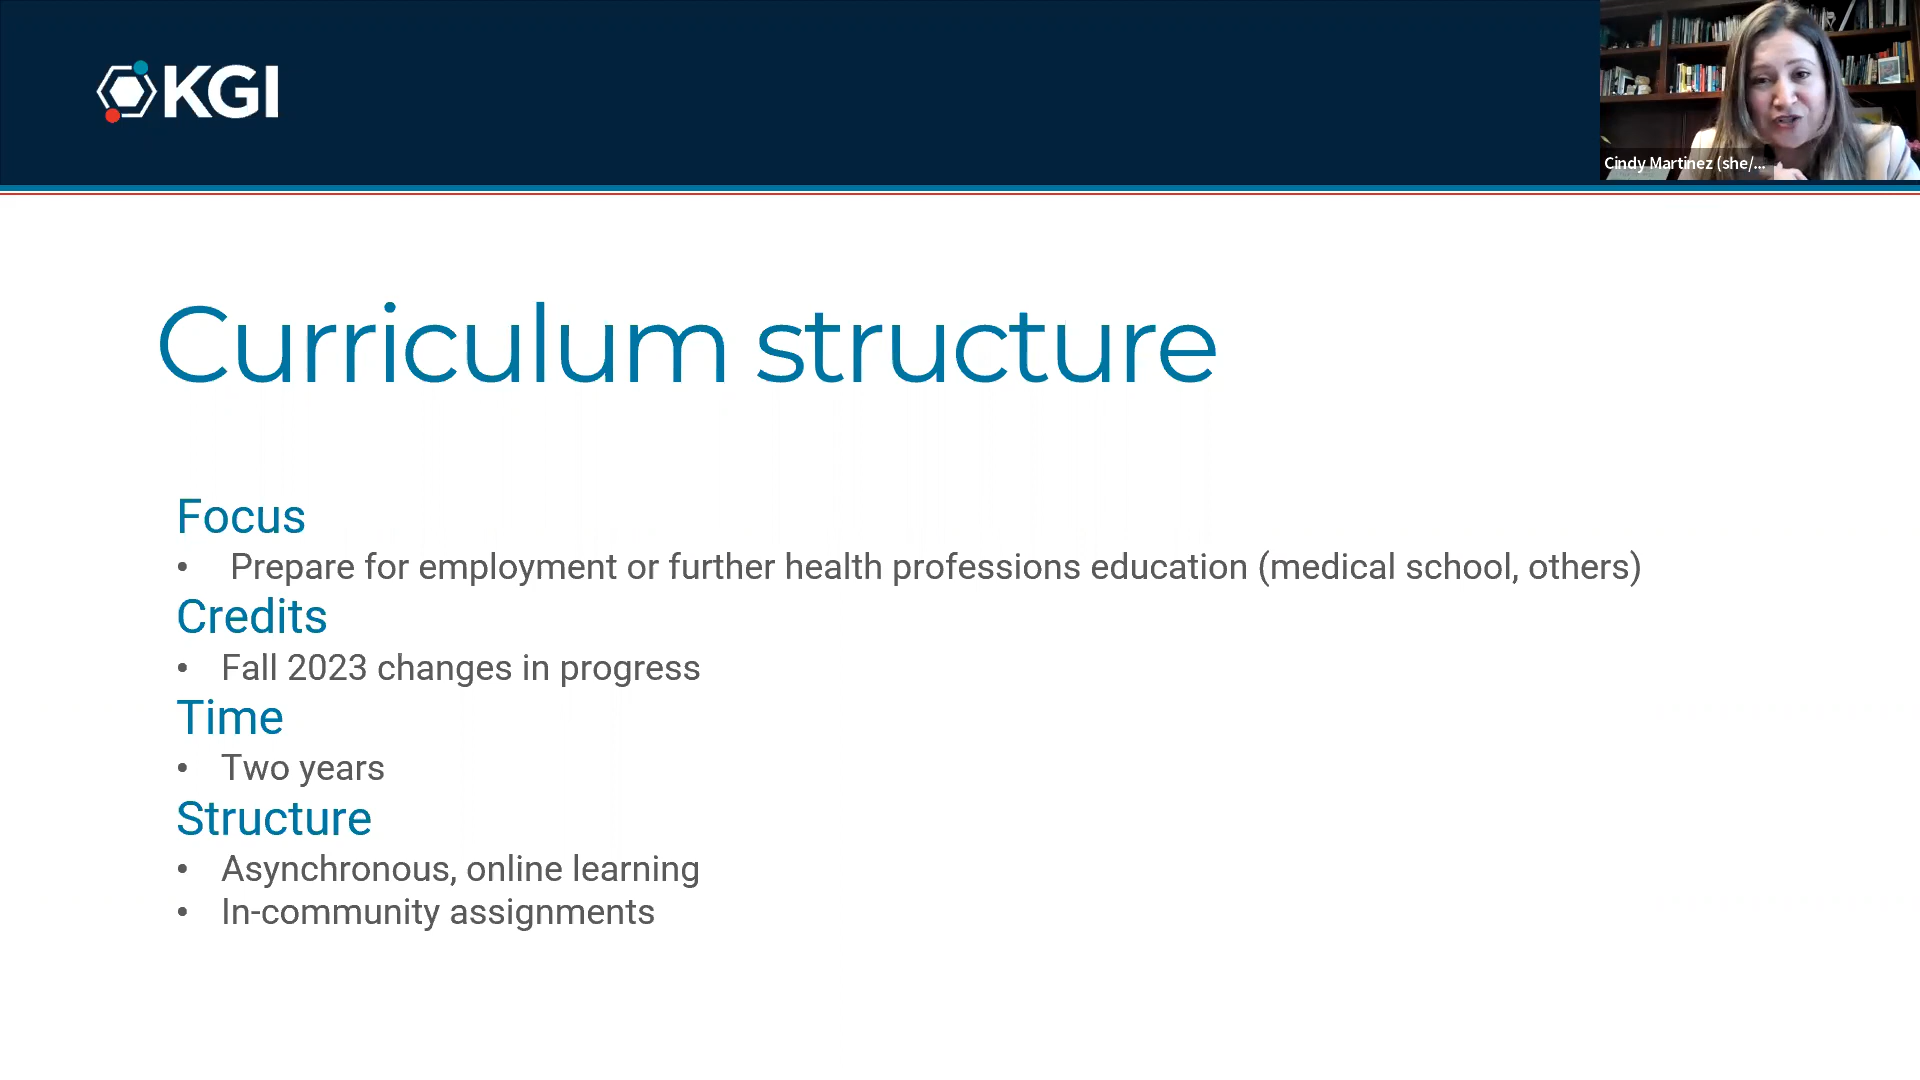 KGI
Cindy Martinez (she/...
Curriculum structure
Focus
• Prepare for employment or further health professions education (medical school, others)
Credits
• Fall 2023 changes in progress
Time
• Two years
Structure
• Asynchronous, online learning
• In-community assignments